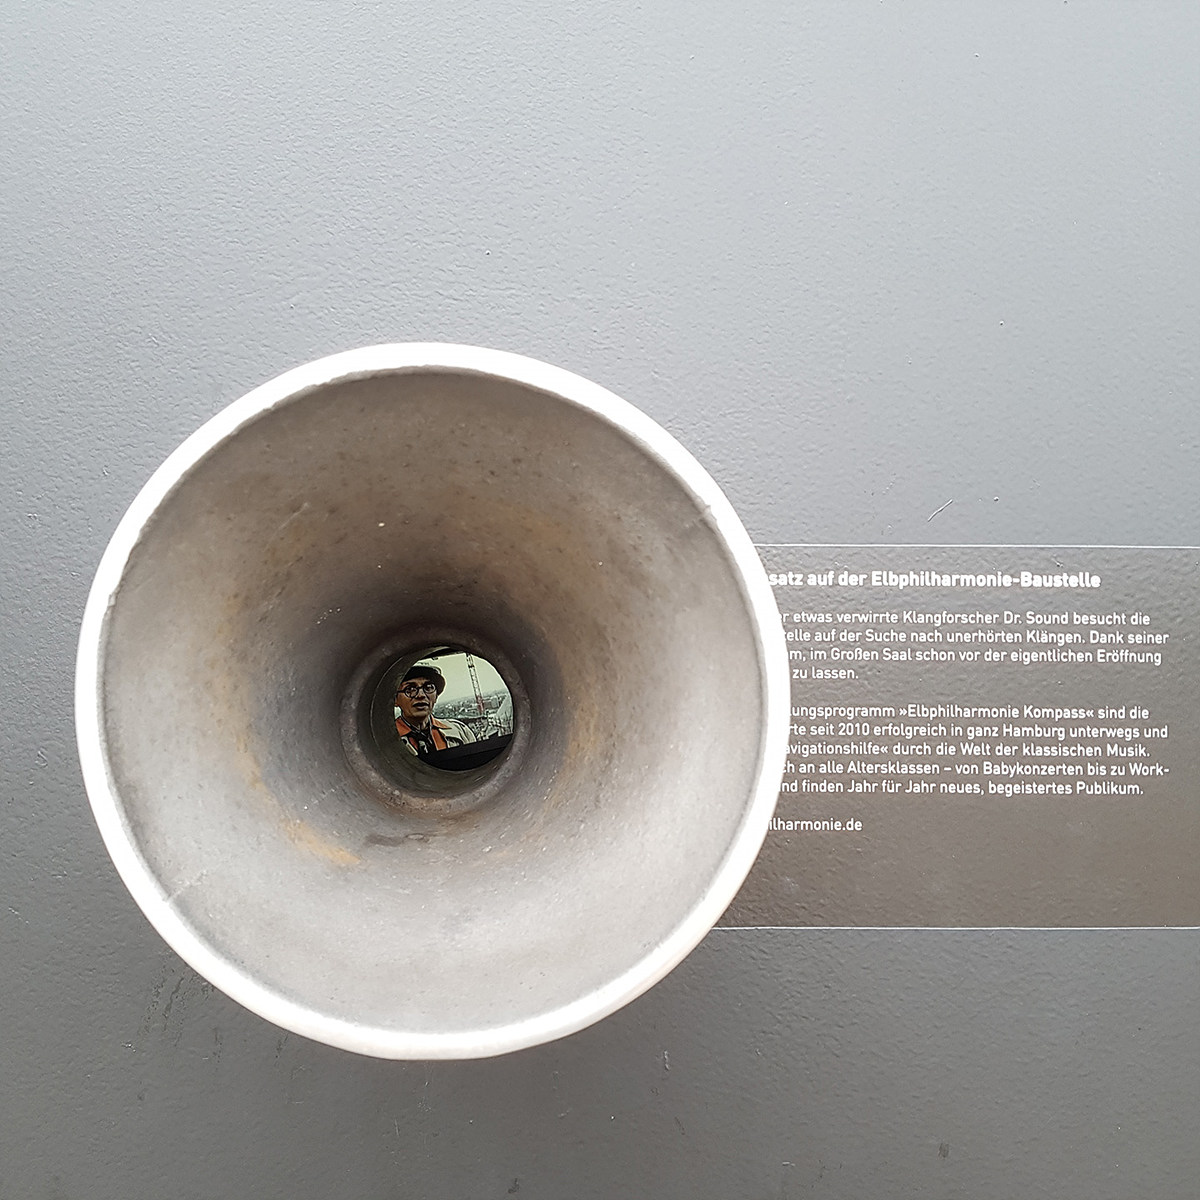 satz auf der Elbphilharmonie-Baustelle
er etwas verwirrte Klangforscher Dr. Sound besucht die
telle auf der Suche nach unerhörten Klängen. Dank seiner
m, im Großen Saal schon vor der eigentlichen Eröffnung
zu lassen.
lungsprogramm »Elbphilharmonie Kompass« sind die
rte seit 2010 erfolgreich in ganz Hamburg unterwegs und
avigationshilfe« durch die Welt der klassischen Musik.
ch an alle Altersklassen – von Babykonzerten bis zu Work-
nd finden Jahr für Jahr neues, begeistertes Publikum.
ilharmonie.de